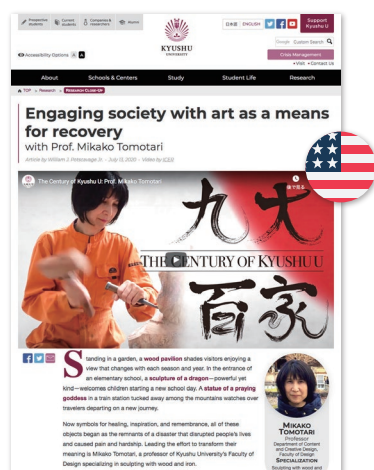 Prospective students
Current students
Companies & researchers
Alumni
日本語 ENGLISH
Support
Kyushu U
KYUSHU
UNIVERSITY
Google Custom Search
Accessibility Options A A
Crisis Management
•Visit •Contact Us
About Schools & Centers Study Student Life Research
TOP Research RESEARCH CLOSE-UP
Engaging society with art as a means
for recovery
with Prof. Mikako Tomotari
Article by William J. Potscavage Jr. - July 13, 2020 - Video by
The Century of Kyushu U: Prof. Mikako Tomotari
後で見る
九大
THE CENTURY OF KYUSHU U
百家
Standing in a garden, a wood pavilion shades visitors enjoying a
view that changes with each season and year. In the entrance of
an elementary school, a sculpture of a dragon—powerful yet
kind—welcomes children starting a new school day. A statue of a praying
goddess in a train station tucked away among the mountains watches over
travelers departing on a new journey.
Now symbols for healing, inspiration, and remembrance, all of these
objects began as the remnants of a disaster that disrupted people's lives
and caused pain and hardship. Leading the effort to transform their
meaning is Mikako Tomotari, a professor of Kyushu University's Faculty of
Design specializing in sculpting with wood and iron.
MIKAKO
TOMOTARI
Professor
Department of Content
and Creative Design,
Faculty of Design
SPECIALIZATION
Sculpting with wood and